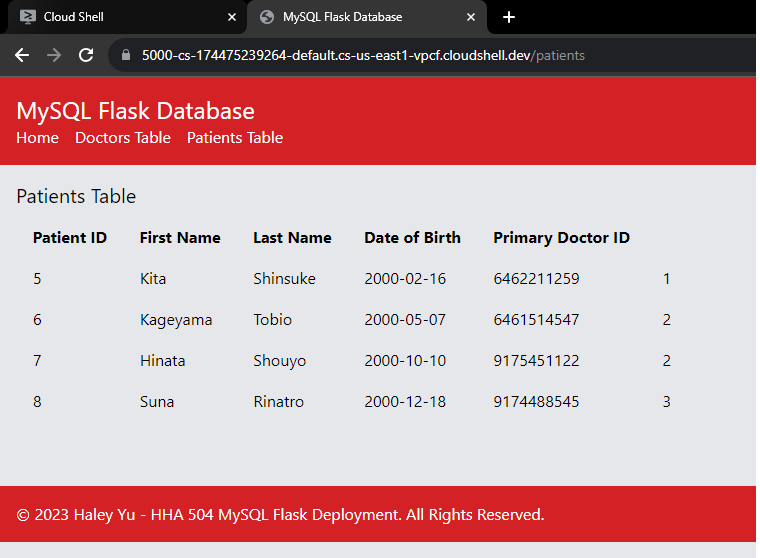 Cloud Shell
MySQL Flask Database
5000-cs-174475239264-default.cs-us-east1-vpcf.cloudshell.dev/patients
MySQL Flask Database
Home Doctors Table Patients Table
Patients Table
Patient ID First Name Last Name Date of Birth Primary Doctor ID
5 Kita Shinsuke 2000-02-16 6462211259 1
6 Kageyama Tobio 2000-05-07 6461514547 2
7 Hinata Shouyo 2000-10-10 9175451122 2
8 Suna Rinatro 2000-12-18 9174488545 3
© 2023 Haley Yu - HHA 504 MySQL Flask Deployment. All Rights Reserved.